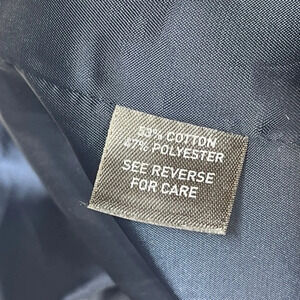 53% COTTON
47% POLYESTER
SEE REVERSE
FOR CARE